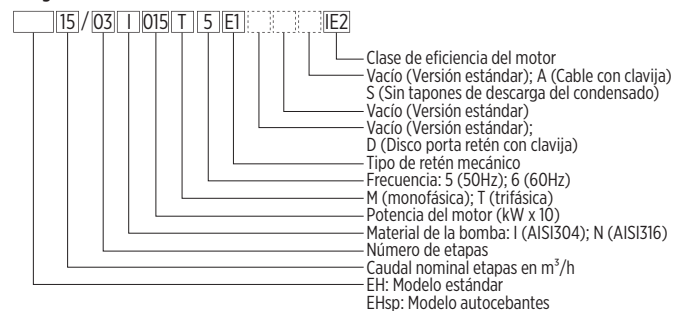 15/03 I 015 T 5 E1 IE2
Clase de eficiencia del motor
Vacío (Versión estándar); A (Cable con clavija)
S (Sin tapones de descarga del condensado)
Vacío (Versión estándar)
Vacío (Versión estándar);
D (Disco porta retén con clavija)
Tipo de retén mecánico
Frecuencia: 5 (50Hz); 6 (60Hz)
M (monofásica); T (trifásica)
Potencia del motor (kW x 10)
Material de la bomba: I (AISI304); N (AISI316)
Número de etapas
Caudal nominal etapas en m³/h
EH: Modelo estándar
EHsp: Modelo autocebantes